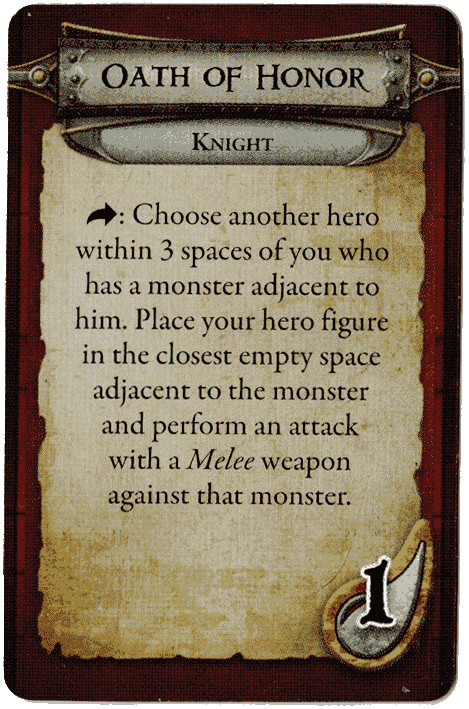 Oath of Honor
Knight
: Choose another hero
within 3 spaces of you who
has a monster adjacent to
him. Place your hero figure
in the closest empty space
adjacent to the monster
and perform an attack
with a Melee weapon
against that monster.
1